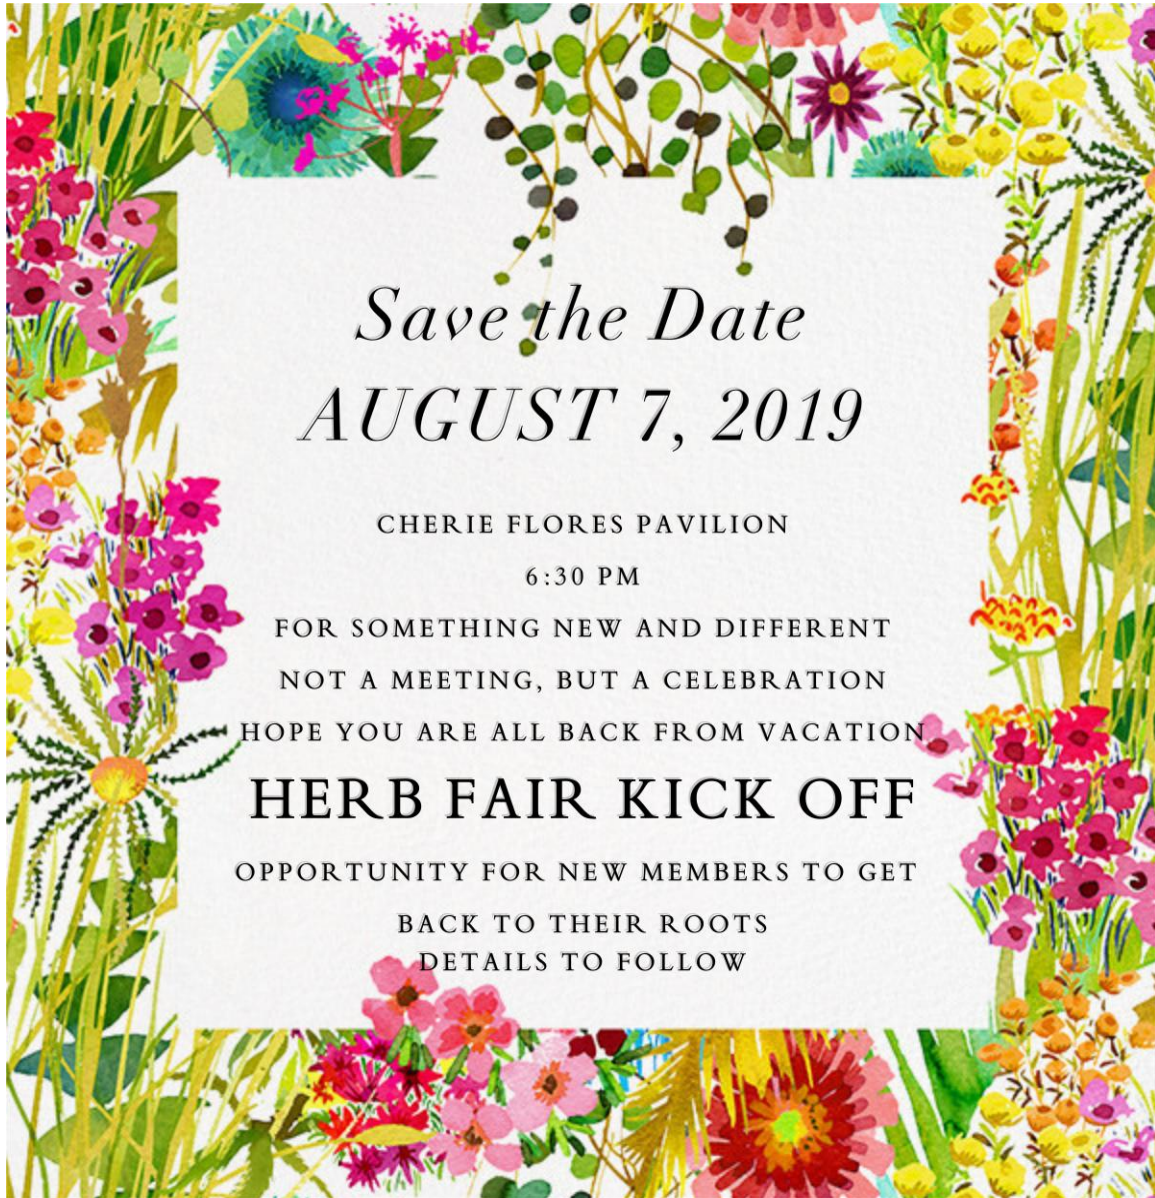 Save the Date
AUGUST 7, 2019
CHERIE FLORES PAVILION
6:30 PM
FOR SOMETHING NEW AND DIFFERENT
NOT A MEETING, BUT A CELEBRATION
HOPE YOU ARE ALL BACK FROM VACATION
HERB FAIR KICK OFF
OPPORTUNITY FOR NEW MEMBERS TO GET
BACK TO THEIR ROOTS
DETAILS TO FOLLOW